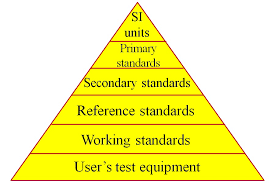 SI
units
Primary
standards
Secondary standards
Reference standards
Working standards
User's test equipment